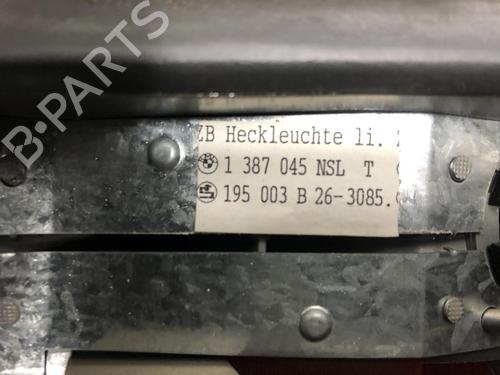 ZB Heckleuchte li.
1 387 045 NSL T
195 003 B 26-3085.
B-PARTS